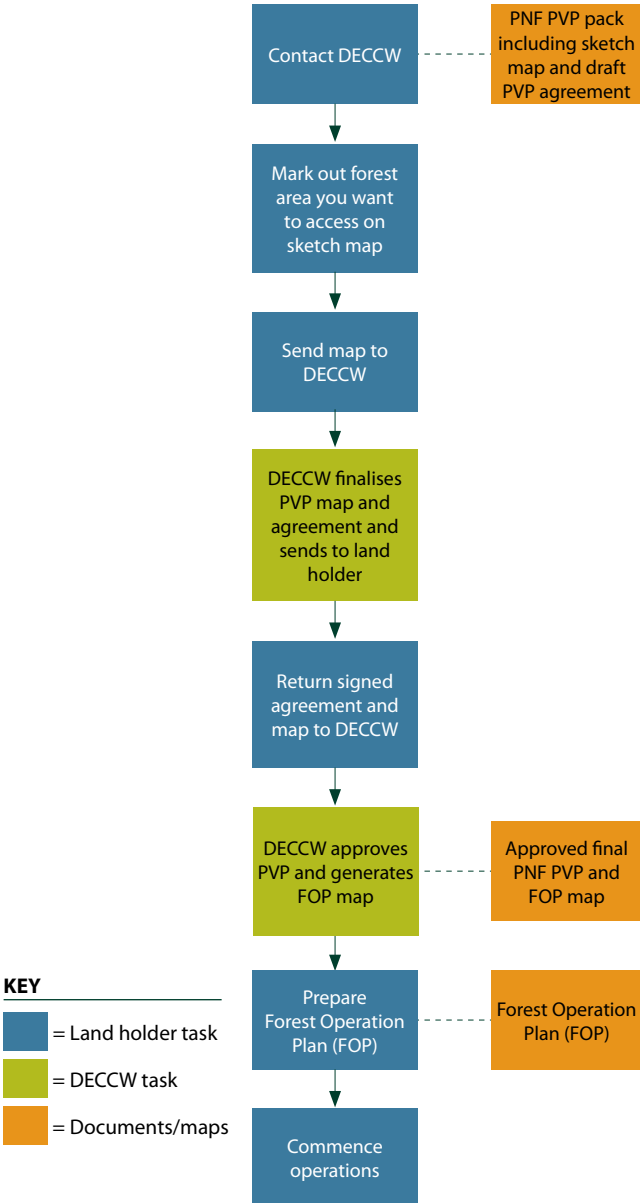 Contact DECCW
PNF PVP pack
including sketch
map and draft
PVP agreement
Mark out forest
area you want
to access on
sketch map
Send map to
DECCW
DECCW finalises
PVP map and
agreement and
sends to land
holder
Return signed
agreement and
map to DECCW
DECCW approves
PVP and generates
FOP map
Approved final
PNF PVP and
FOP map
Prepare
Forest Operation
Plan (FOP)
Forest Operation
Plan (FOP)
Commence
operations
KEY
= Land holder task
= DECCW task
= Documents/maps